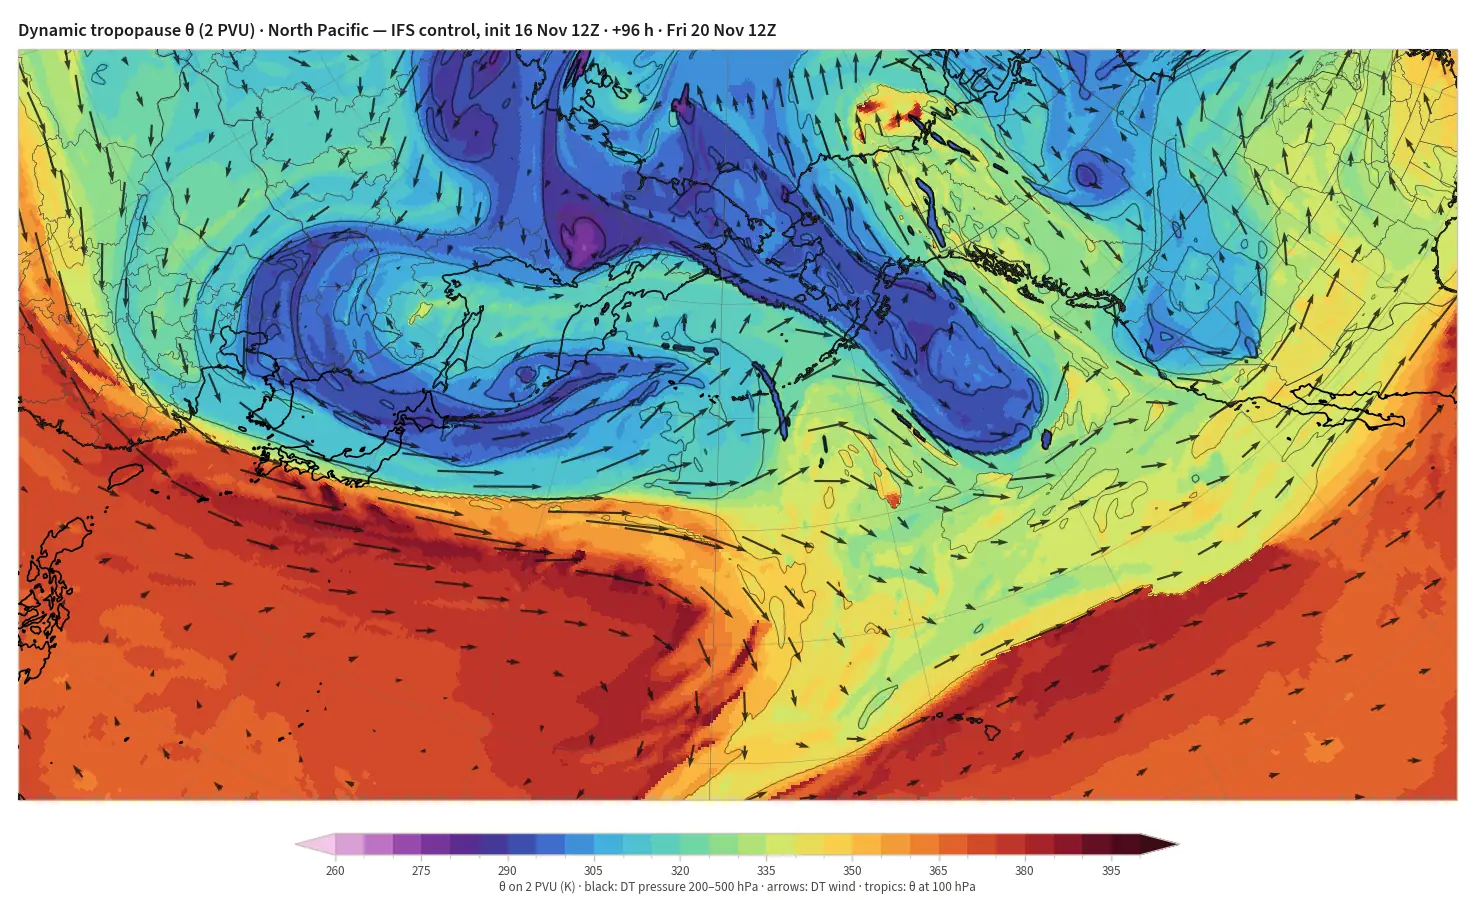 Dynamic tropopause θ (2 PVU) · North Pacific — IFS control, init 16 Nov 12Z · +96 h · Fri 20 Nov 12Z
260 275 290 305 320 335 350 365 380 395
θ on 2 PVU (K) · black: DT pressure 200–500 hPa · arrows: DT wind · tropics: θ at 100 hPa